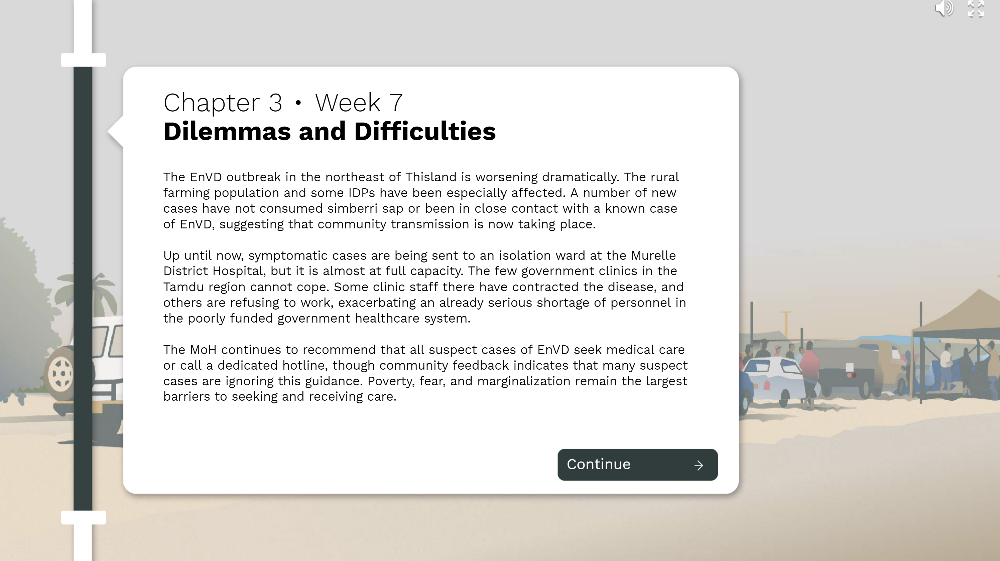 Chapter 3 • Week 7
Dilemmas and Difficulties
The EnVD outbreak in the northeast of Thisland is worsening dramatically. The rural
farming population and some IDPs have been especially affected. A number of new
cases have not consumed simberri sap or been in close contact with a known case
of EnVD, suggesting that community transmission is now taking place.
Up until now, symptomatic cases are being sent to an isolation ward at the Murelle
District Hospital, but it is almost at full capacity. The few government clinics in the
Tamdu region cannot cope. Some clinic staff there have contracted the disease, and
others are refusing to work, exacerbating an already serious shortage of personnel in
the poorly funded government healthcare system.
The MoH continues to recommend that all suspect cases of EnVD seek medical care
or call a dedicated hotline, though community feedback indicates that many suspect
cases are ignoring this guidance. Poverty, fear, and marginalization remain the largest
barriers to seeking and receiving care.
Continue